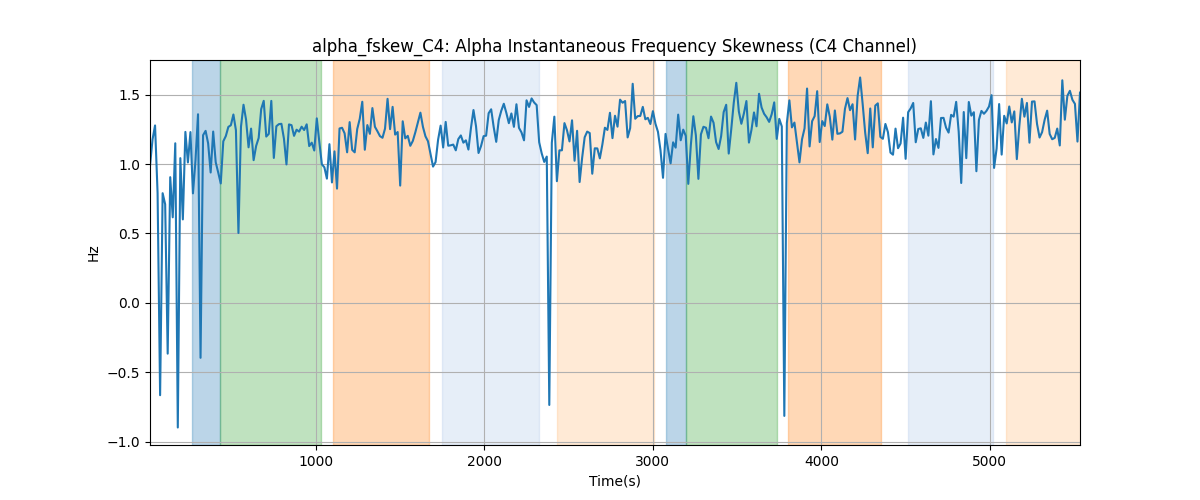 alpha_fskew_C4: Alpha Instantaneous Frequency Skewness (C4 Channel)
Hz
1.5
1.0
0.5
0.0
−0.5
−1.0
1000 2000 3000 4000 5000
Time(s)